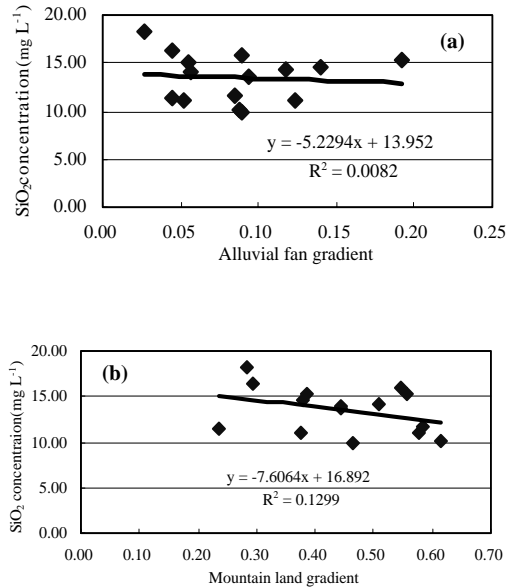 (a)
SiO₂concentration(mg L⁻¹)
20.00
15.00
10.00
5.00
0.00
y = -5.2294x + 13.952
R² = 0.0082
0.00 0.05 0.10 0.15 0.20 0.25
Alluvial fan gradient
(b)
SiO₂ concentraion(mg L⁻¹)
20.00
15.00
10.00
5.00
0.00
y = -7.6064x + 16.892
R² = 0.1299
0.00 0.10 0.20 0.30 0.40 0.50 0.60 0.70
Mountain land gradient